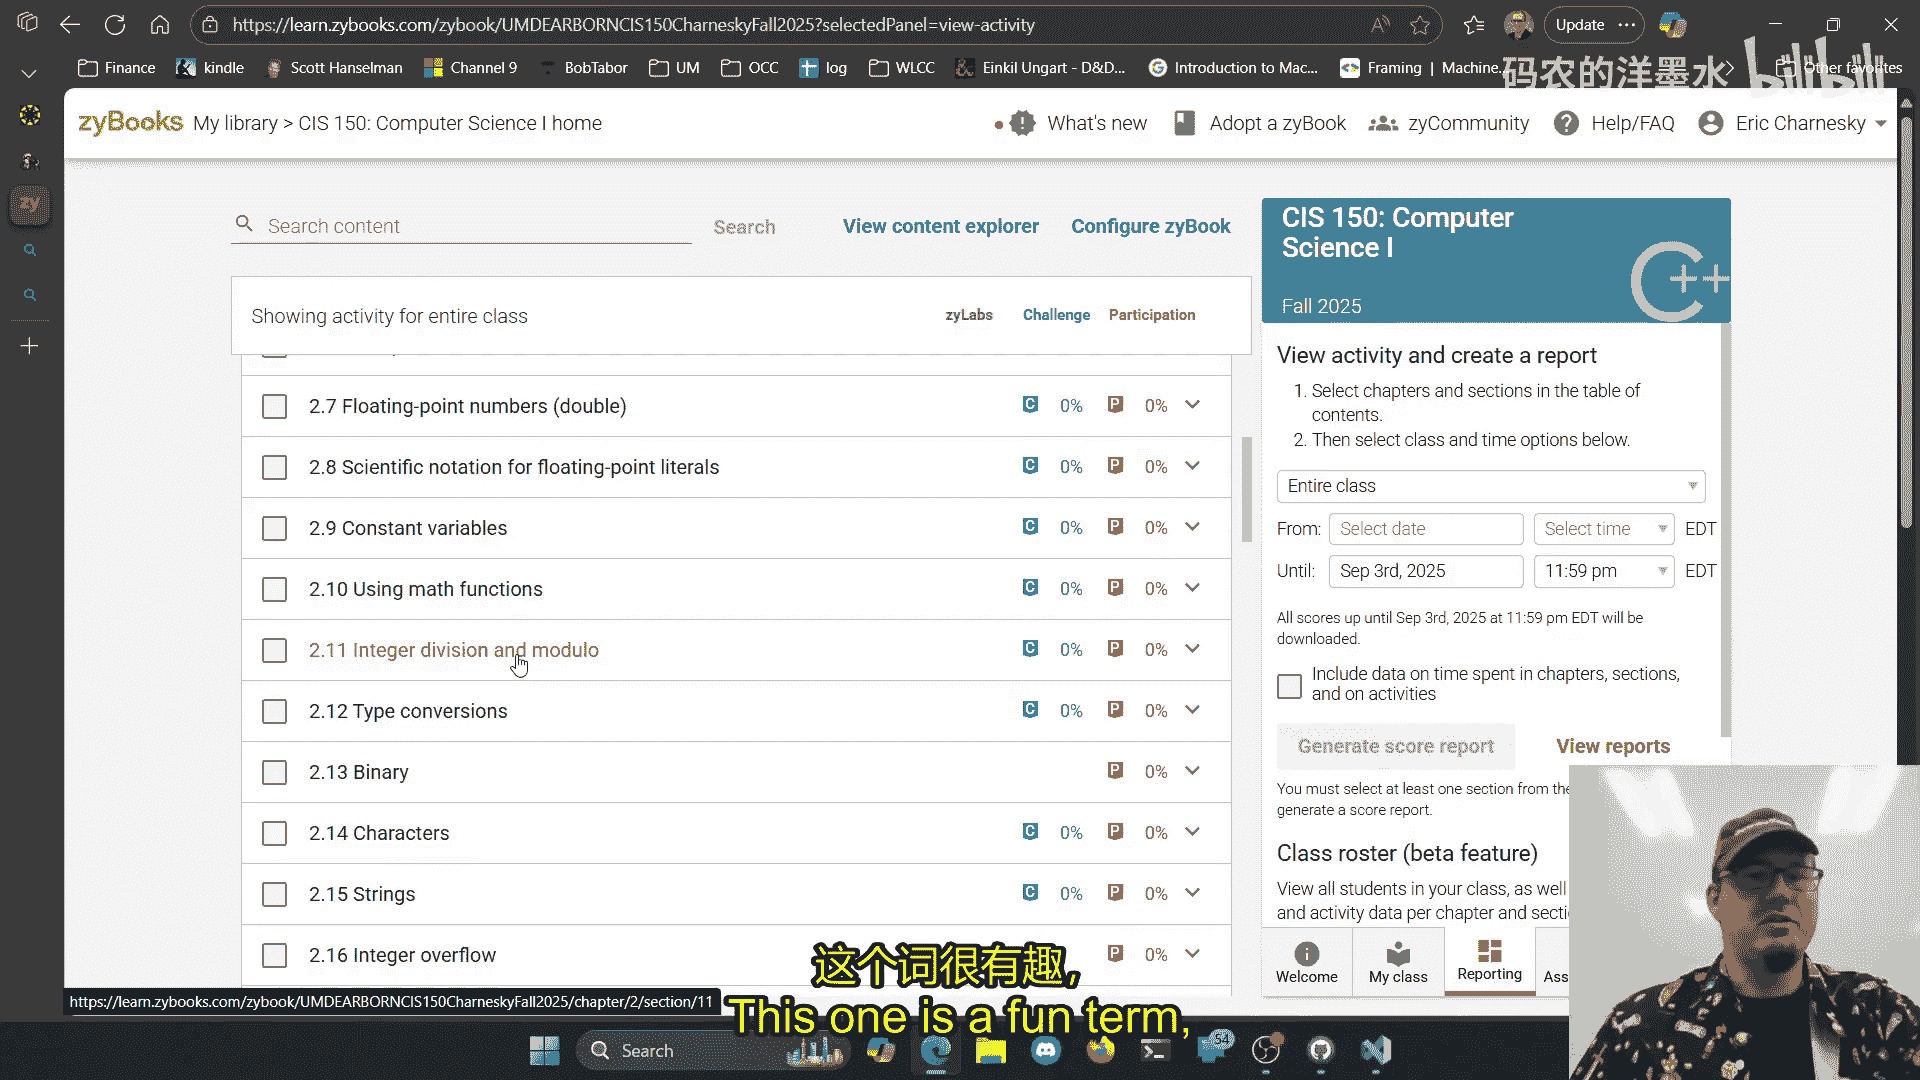 https://learn.zybooks.com/zybook/UMDEARBORNCIS150CharneskyFall2025?selectedPanel=view-activity
Update
Finance
kindle
Scott Hanselman
Channel 9
BobTabor
UM
OCC
log
WLCC
Einkil Ungart - D&D...
Introduction to Mac...
Framing | Machine...
Other favorites
码农的洋墨水
bilibili
zyBooks My library > CIS 150: Computer Science I home
What's new
Adopt a zyBook
zyCommunity
Help/FAQ
Eric Charnesky
Search content
Search
View content explorer
Configure zyBook
Showing activity for entire class
zyLabs
Challenge
Participation
2.7 Floating-point numbers (double) C 0% P 0%
2.8 Scientific notation for floating-point literals C 0% P 0%
2.9 Constant variables C 0% P 0%
2.10 Using math functions C 0% P 0%
2.11 Integer division and modulo C 0% P 0%
2.12 Type conversions C 0% P 0%
2.13 Binary P 0%
2.14 Characters C 0% P 0%
2.15 Strings C 0% P 0%
2.16 Integer overflow P 0%
CIS 150: Computer
Science I
C++
Fall 2025
View activity and create a report
1. Select chapters and sections in the table of
contents.
2. Then select class and time options below.
Entire class
From: Select date Select time EDT
Until: Sep 3rd, 2025 11:59 pm EDT
All scores up until Sep 3rd, 2025 at 11:59 pm EDT will be
downloaded.
Include data on time spent in chapters, sections,
and on activities
Generate score report
View reports
You must select at least one section from the
generate a score report.
Class roster (beta feature)
View all students in your class, as well
and activity data per chapter and secti
Welcome
My class
Reporting
Ass
https://learn.zybooks.com/zybook/UMDEARBORNCIS150CharneskyFall2025/chapter/2/section/11
这个词很有趣,
This one is a fun term,
Search
54
zy